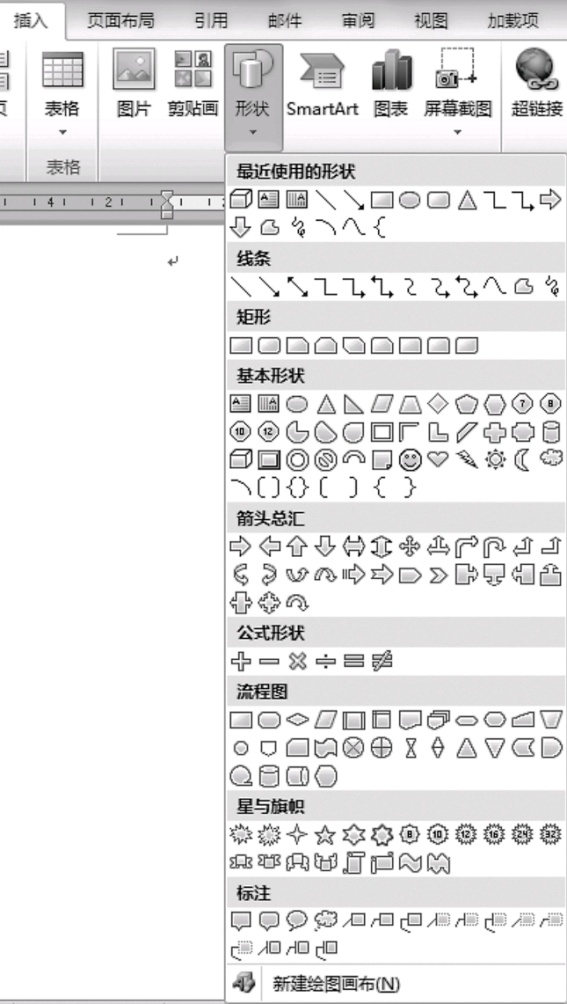 插入 页面布局 引用 邮件 审阅 视图 加载项
页 表格 图片 剪贴画 形状 SmartArt 图表 屏幕截图 超链接
表格
最近使用的形状
线条
矩形
基本形状
箭头总汇
公式形状
流程图
星与旗帜
标注
新建绘图画布(N)